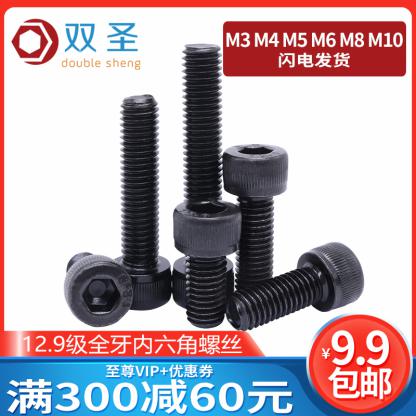 双圣
double sheng
M3 M4 M5 M6 M8 M10
闪电发货
12.9级全牙内六角螺丝
¥9.9
包邮
至尊VIP+优惠券
满300减60元